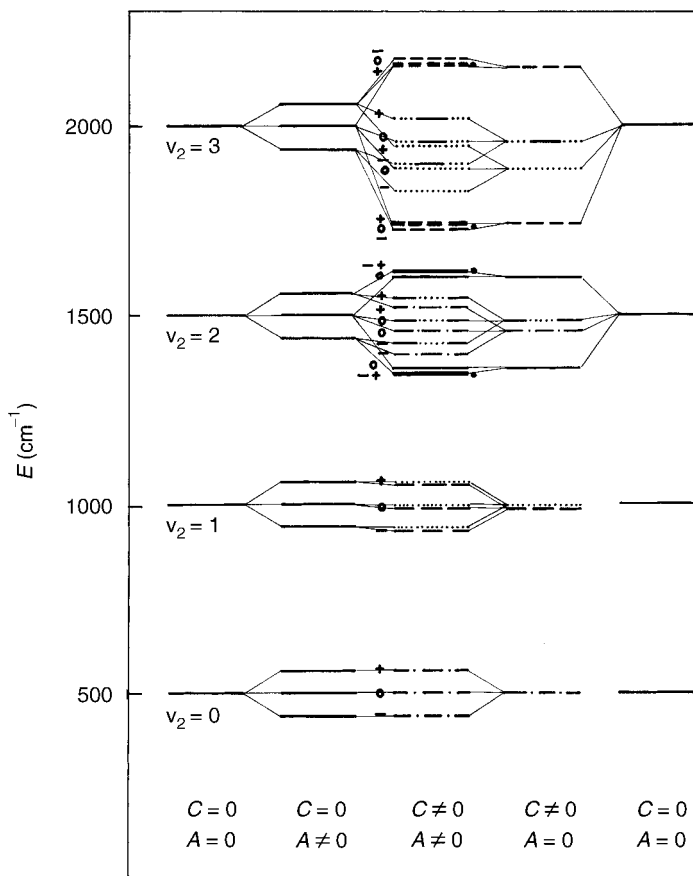 2000
v₂ = 3
1500
v₂ = 2
E (cm⁻¹)
1000
v₂ = 1
500
v₂ = 0
C = 0 C = 0 C ≠ 0 C ≠ 0 C = 0
A = 0 A ≠ 0 A ≠ 0 A = 0 A = 0